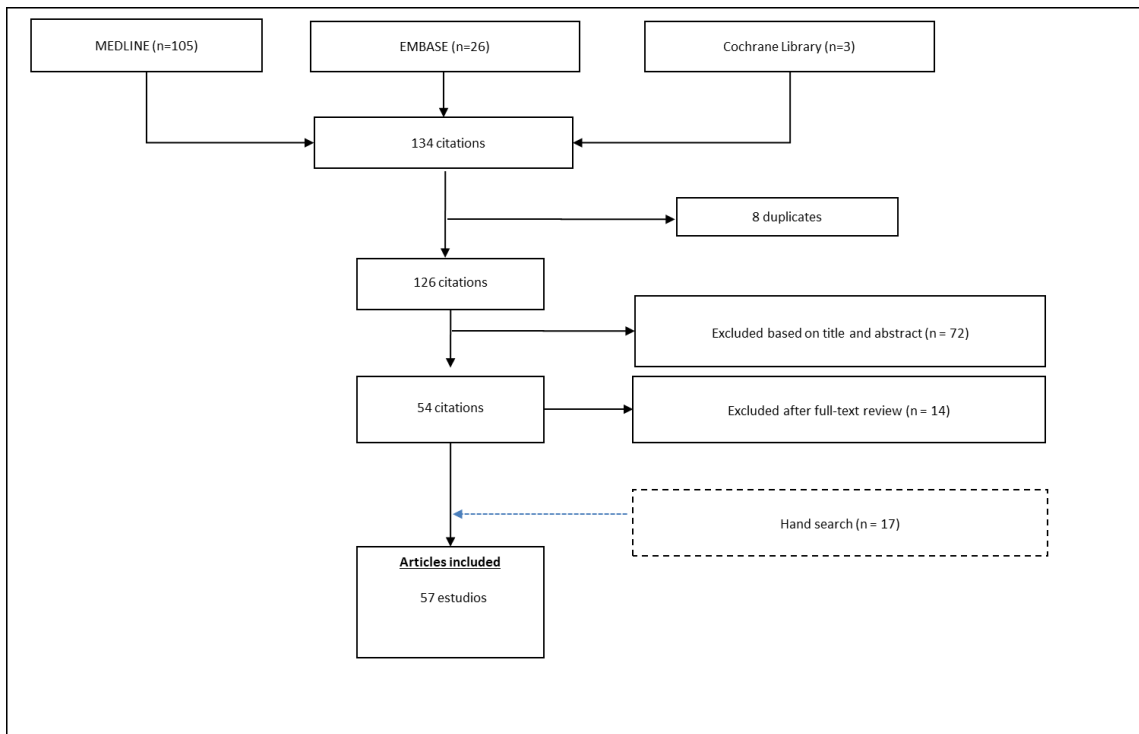 MEDLINE (n=105)
EMBASE (n=26)
Cochrane Library (n=3)
134 citations
8 duplicates
126 citations
Excluded based on title and abstract (n = 72)
54 citations
Excluded after full-text review (n = 14)
Hand search (n = 17)
Articles included
57 estudios